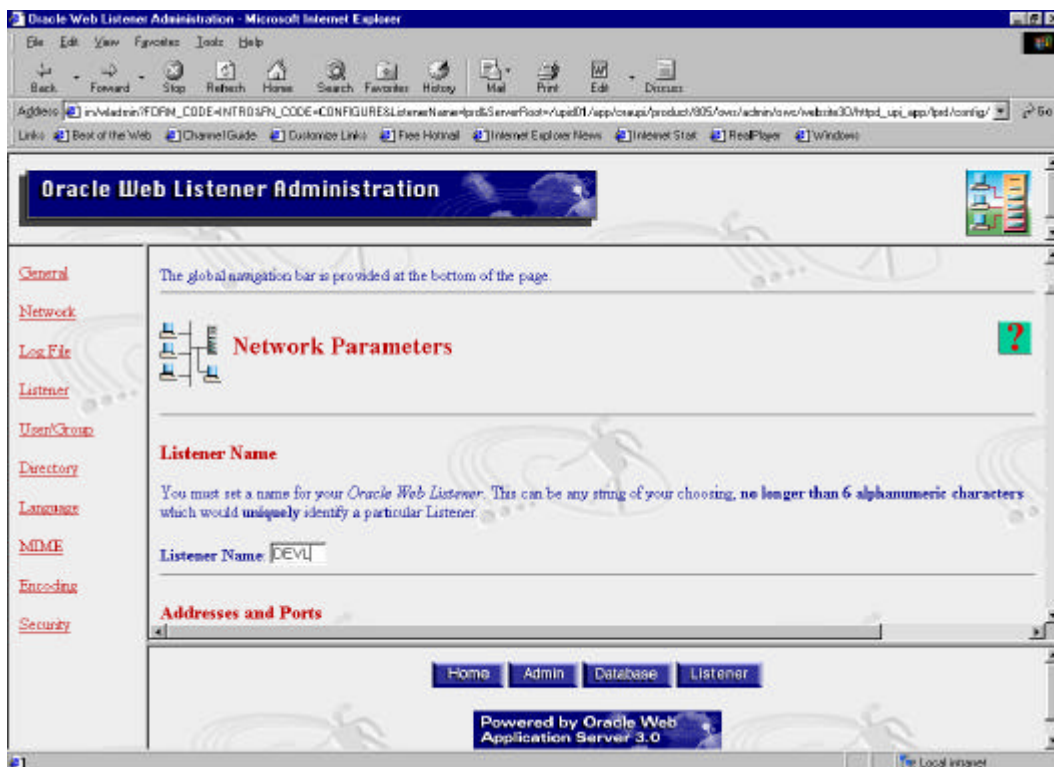 Oracle Web Listener Administration - Microsoft Internet Explorer
File Edit View Favorites Tools Help
Back Forward Stop Refresh Home Search Favorites History Mail Print Edit Discuss
Address Go
Links Best of the Web Channel Guide Customize Links Free Hotmail Internet Explorer News Internet Start RealPlayer Windows
Oracle Web Listener Administration
General
Network
Log File
Listener
User/Group
Directory
Language
MIME
Encoding
Security
The global navigation bar is provided at the bottom of the page.
Network Parameters
?
Listener Name
You must set a name for your Oracle Web Listener. This can be any string of your choosing, no longer than 6 alphanumeric characters
which would uniquely identify a particular Listener.
Listener Name: DEVL
Addresses and Ports
Home Admin Database Listener
Powered by Oracle Web
Application Server 3.0
Local intranet